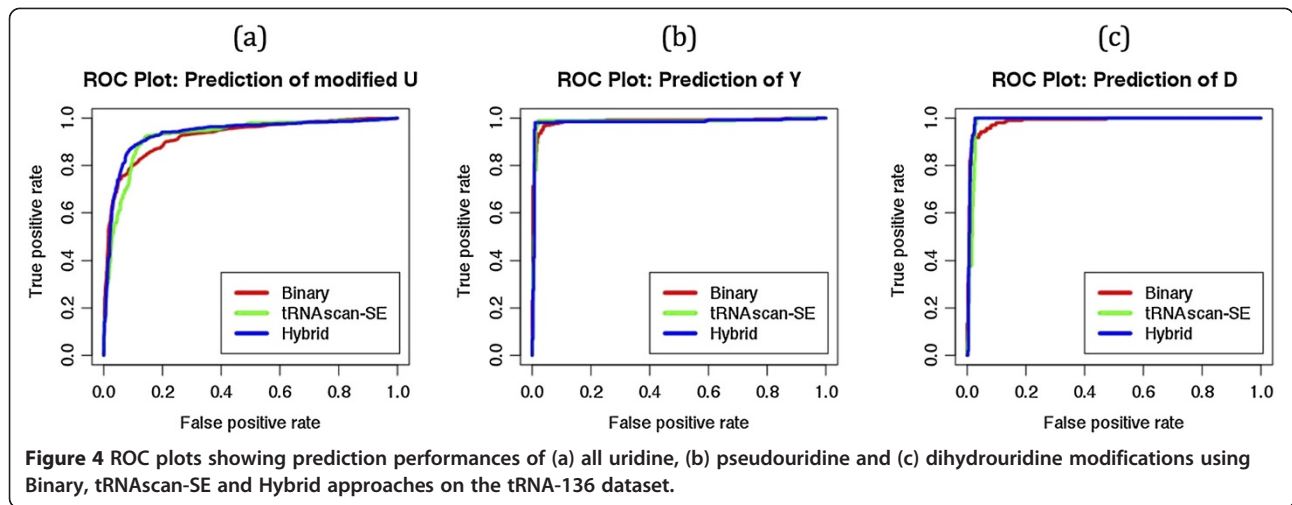 (a)
ROC Plot: Prediction of modified U
True positive rate
0.0 0.2 0.4 0.6 0.8 1.0
Binary
tRNAscan-SE
Hybrid
0.0 0.2 0.4 0.6 0.8 1.0
False positive rate
(b)
ROC Plot: Prediction of Y
True positive rate
0.0 0.2 0.4 0.6 0.8 1.0
Binary
tRNAscan-SE
Hybrid
0.0 0.2 0.4 0.6 0.8 1.0
False positive rate
(c)
ROC Plot: Prediction of D
True positive rate
0.0 0.2 0.4 0.6 0.8 1.0
Binary
tRNAscan-SE
Hybrid
0.0 0.2 0.4 0.6 0.8 1.0
False positive rate
Figure 4 ROC plots showing prediction performances of (a) all uridine, (b) pseudouridine and (c) dihydrouridine modifications using
Binary, tRNAscan-SE and Hybrid approaches on the tRNA-136 dataset.